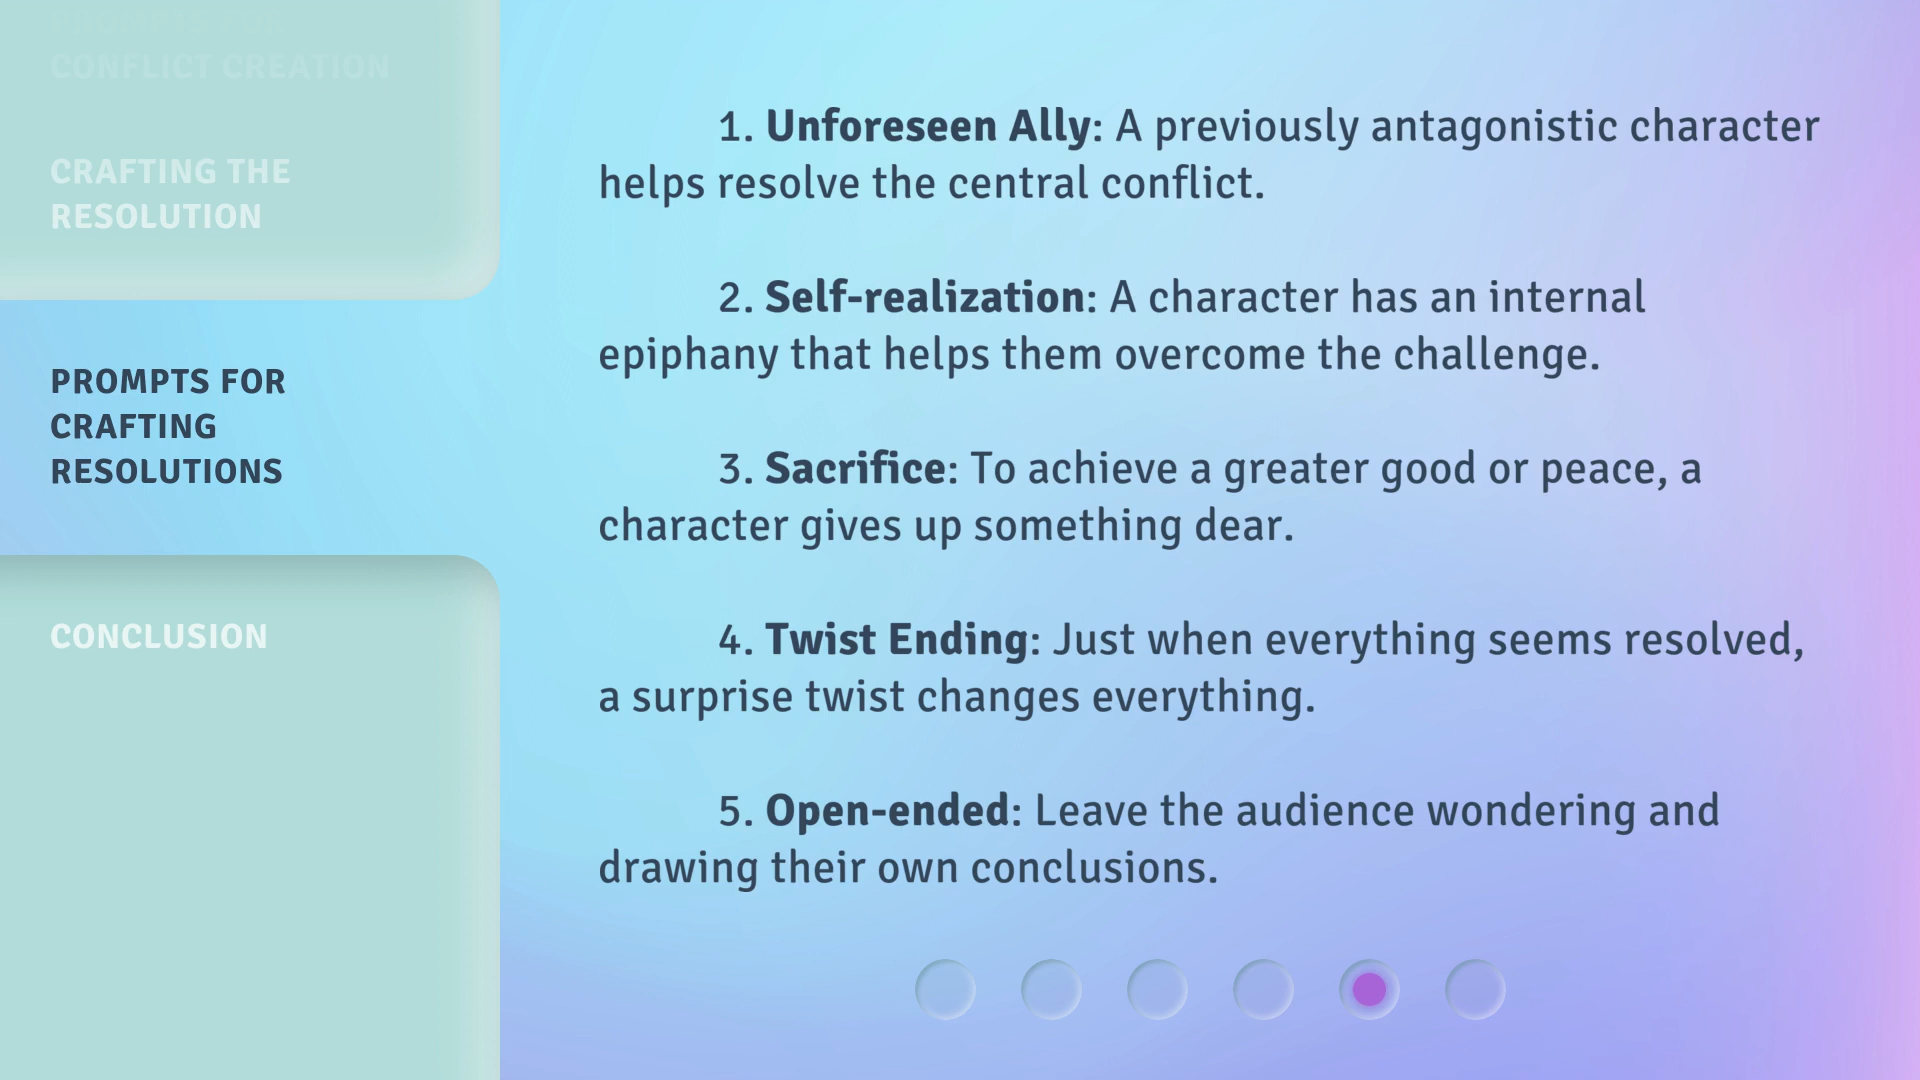 PROMPTS FOR
CONFLICT CREATION
CRAFTING THE
RESOLUTION
PROMPTS FOR
CRAFTING
RESOLUTIONS
CONCLUSION
1. Unforeseen Ally: A previously antagonistic character
helps resolve the central conflict.
2. Self-realization: A character has an internal
epiphany that helps them overcome the challenge.
3. Sacrifice: To achieve a greater good or peace, a
character gives up something dear.
4. Twist Ending: Just when everything seems resolved,
a surprise twist changes everything.
5. Open-ended: Leave the audience wondering and
drawing their own conclusions.